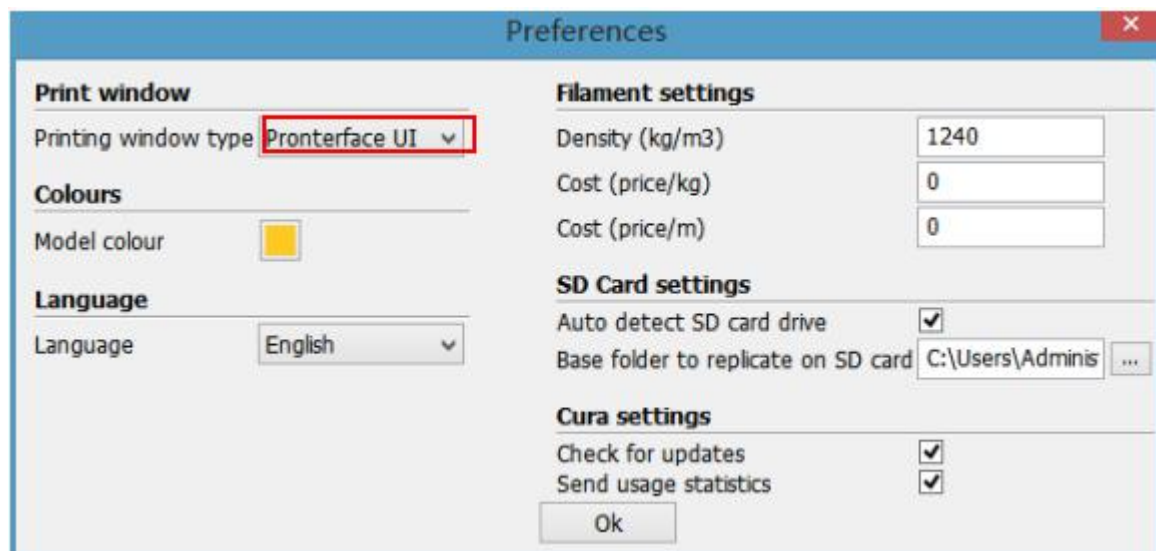 Preferences
Print window
Printing window type Pronterface UI
Colours
Model colour
Language
Language English
Filament settings
Density (kg/m3) 1240
Cost (price/kg) 0
Cost (price/m) 0
SD Card settings
Auto detect SD card drive
Base folder to replicate on SD card C:\Users\Adminis ...
Cura settings
Check for updates
Send usage statistics
Ok